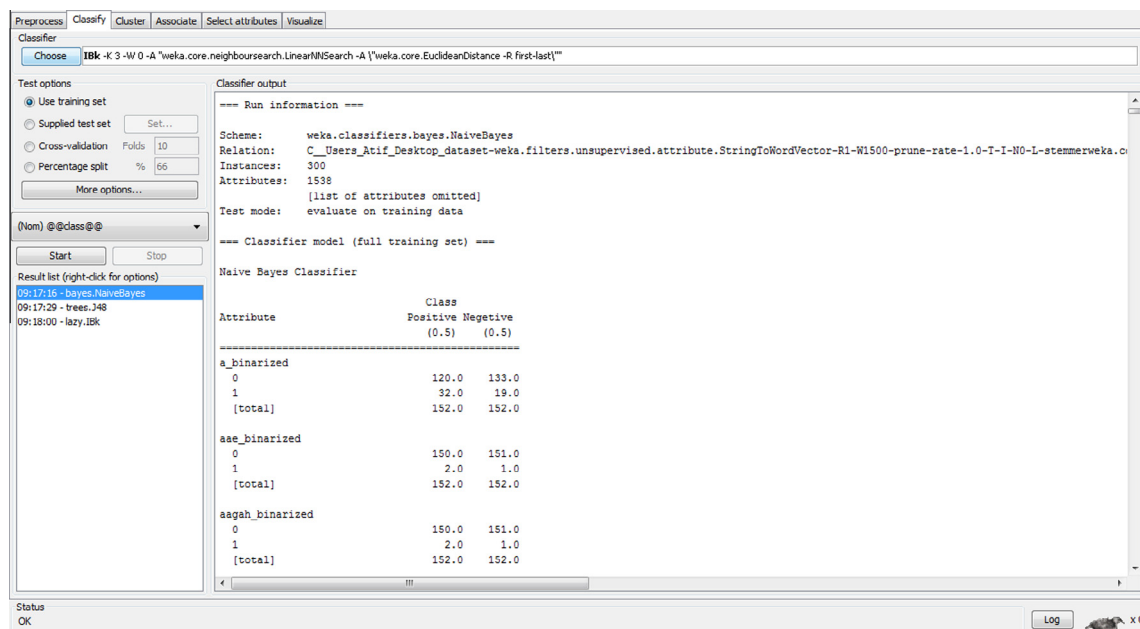 Preprocess Classify Cluster Associate Select attributes Visualize
Classifier
Choose IBk -K 3 -W 0 -A "weka.core.neighboursearch.LinearNNSearch -A \"weka.core.EuclideanDistance -R first-last\""
Test options
Use training set
Supplied test set Set...
Cross-validation Folds 10
Percentage split % 66
More options...
(Nom) @@class@@
Start Stop
Result list (right-click for options)
09:17:16 - bayes.NaiveBayes
09:17:29 - trees.J48
09:18:00 - lazy.IBk
Classifier output
=== Run information ===
Scheme: weka.classifiers.bayes.NaiveBayes
Relation: C__Users_Atif_Desktop_dataset-weka.filters.unsupervised.attribute.StringToWordVector-R1-W1500-prune-rate-1.0-T-I-N0-L-stemmerweka.co
Instances: 300
Attributes: 1538
[list of attributes omitted]
Test mode: evaluate on training data
=== Classifier model (full training set) ===
Naive Bayes Classifier
Class
Attribute Positive Negetive
(0.5) (0.5)
================================================
a_binarized
0 120.0 133.0
1 32.0 19.0
[total] 152.0 152.0
aae_binarized
0 150.0 151.0
1 2.0 1.0
[total] 152.0 152.0
aagah_binarized
0 150.0 151.0
1 2.0 1.0
[total] 152.0 152.0
Status
OK
Log